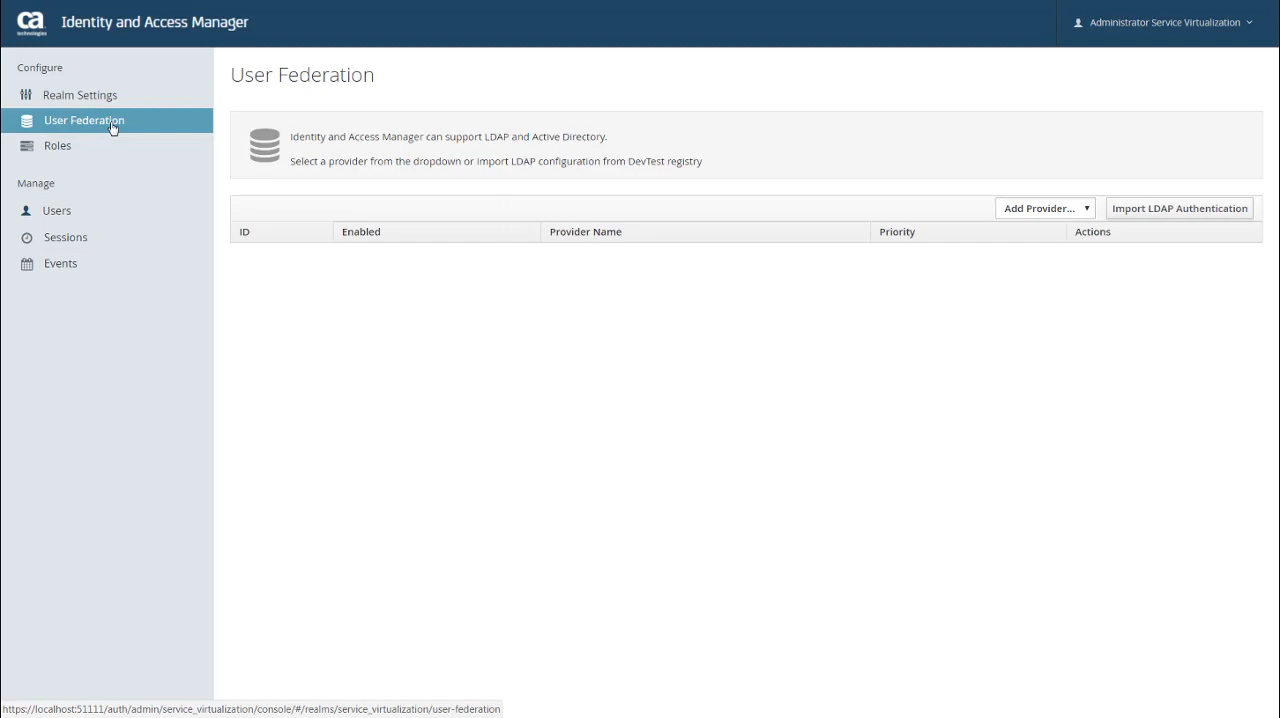 ca
technologies
Identity and Access Manager
Administrator Service Virtualization
Configure
Realm Settings
User Federation
Roles
Manage
Users
Sessions
Events
User Federation
Identity and Access Manager can support LDAP and Active Directory.
Select a provider from the dropdown or import LDAP configuration from DevTest registry
Add Provider...
Import LDAP Authentication
ID Enabled Provider Name Priority Actions
https://localhost:51111/auth/admin/service_virtualization/console/#/realms/service_virtualization/user-federation